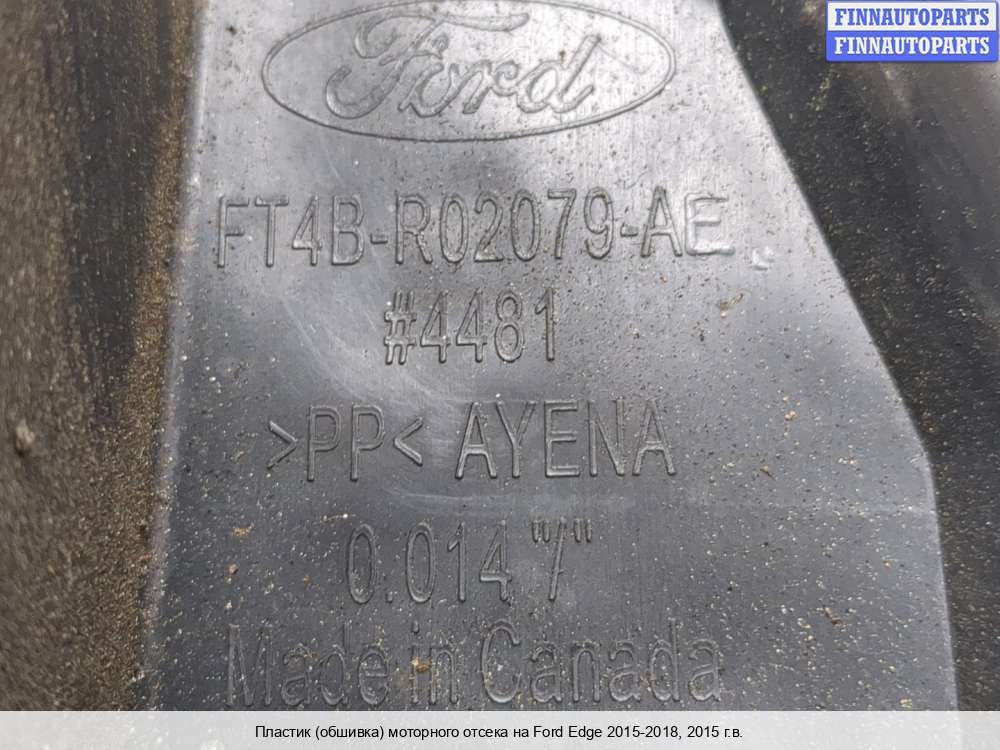 FINNAUTOPARTS
FINNAUTOPARTS
Ford
FT4B-R02079-AE
#4481
>PP< AYENA
0.014"/"
Made in Canada
Пластик (обшивка) моторного отсека на Ford Edge 2015-2018, 2015 г.в.